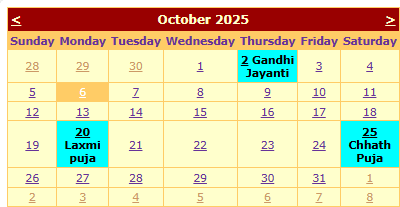 < October 2025 >
Sunday Monday Tuesday Wednesday Thursday Friday Saturday
28 29 30 1 2 Gandhi Jayanti 3 4
5 6 7 8 9 10 11
12 13 14 15 16 17 18
19 20 Laxmi puja 21 22 23 24 25 Chhath Puja
26 27 28 29 30 31 1
2 3 4 5 6 7 8